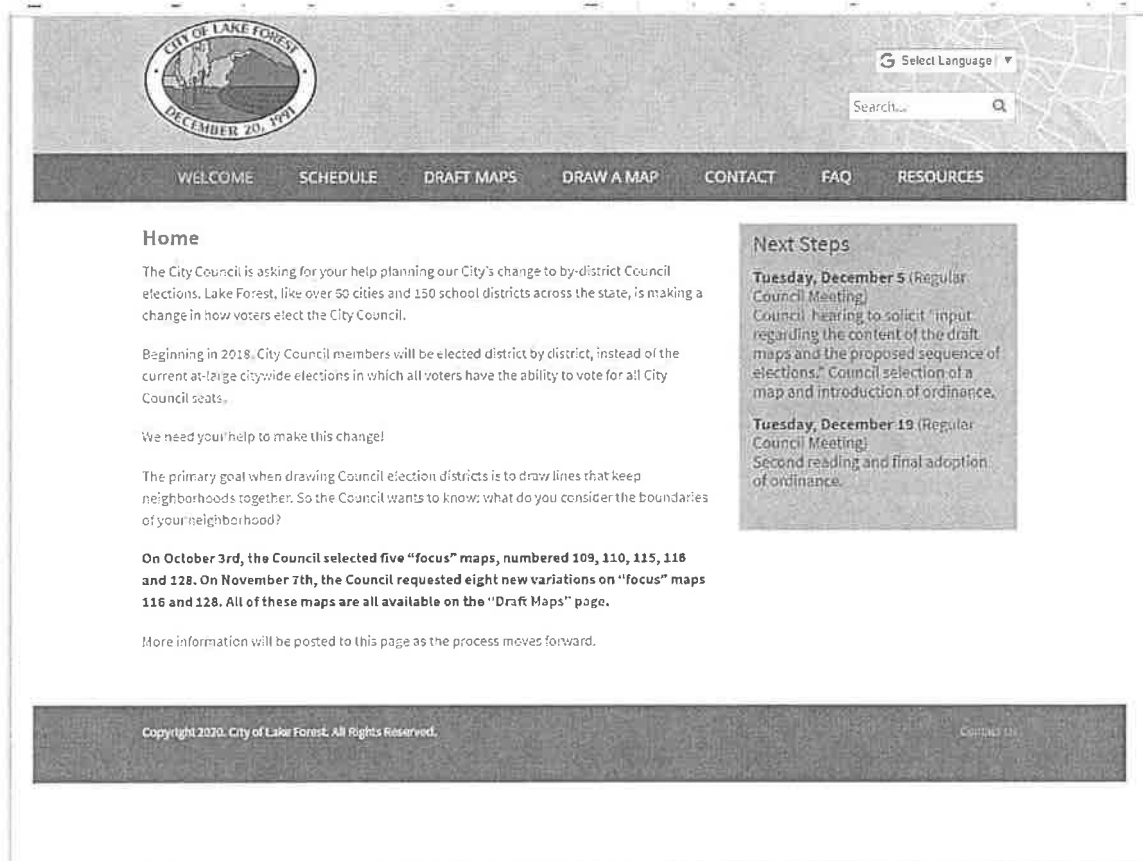 CITY OF LAKE FOREST
DECEMBER 20, 1991
G Select Language ▼
Search...
WELCOME SCHEDULE DRAFT MAPS DRAW A MAP CONTACT FAQ RESOURCES
Home
The City Council is asking for your help planning our City's change to by-district Council
elections. Lake Forest, like over 60 cities and 150 school districts across the state, is making a
change in how voters elect the City Council.
Beginning in 2018, City Council members will be elected district by district, instead of the
current at-large citywide elections in which all voters have the ability to vote for all City
Council seats.
We need your help to make this change!
The primary goal when drawing Council election districts is to draw lines that keep
neighborhoods together. So the Council wants to know: what do you consider the boundaries
of your neighborhood?
On October 3rd, the Council selected five "focus" maps, numbered 109, 110, 115, 116
and 128. On November 7th, the Council requested eight new variations on "focus" maps
116 and 128. All of these maps are all available on the "Draft Maps" page.
More information will be posted to this page as the process moves forward.
Next Steps
Tuesday, December 5 (Regular
Council Meeting)
Council hearing to solicit "input
regarding the content of the draft
maps and the proposed sequence of
elections." Council selection of a
map and introduction of ordinance.
Tuesday, December 19 (Regular
Council Meeting)
Second reading and final adoption
of ordinance.
Copyright 2020. City of Lake Forest. All Rights Reserved.
Contact Us